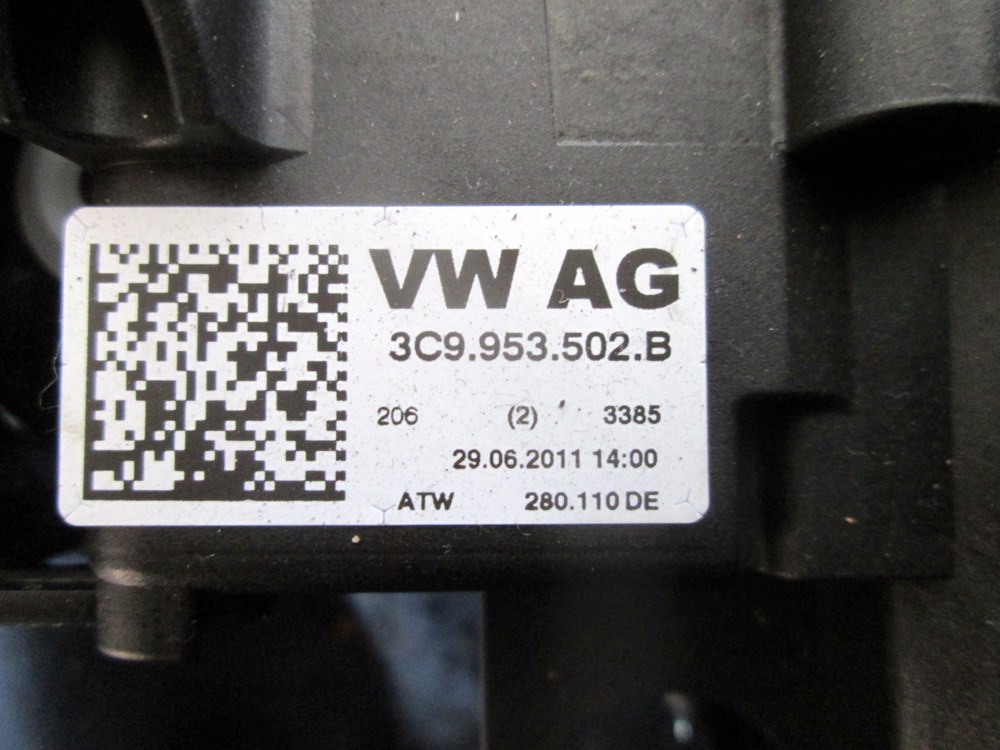 VW AG
3C9.953.502.B
206 (2) 3385
29.06.2011 14:00
ATW 280.110 DE